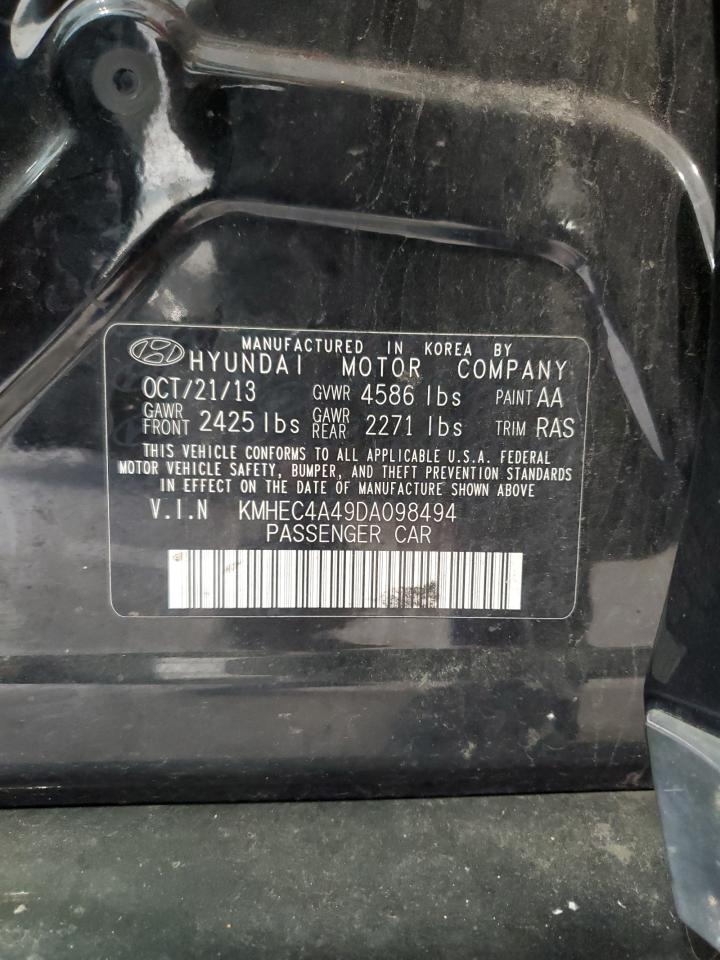 MANUFACTURED IN KOREA BY
HYUNDAI MOTOR COMPANY
OCT/21/13 GVWR 4586 lbs PAINT AA
GAWR FRONT 2425 lbs GAWR REAR 2271 lbs TRIM RAS
THIS VEHICLE CONFORMS TO ALL APPLICABLE U.S.A. FEDERAL
MOTOR VEHICLE SAFETY, BUMPER, AND THEFT PREVENTION STANDARDS
IN EFFECT ON THE DATE OF MANUFACTURE SHOWN ABOVE
V.I.N KMHEC4A49DA098494
PASSENGER CAR